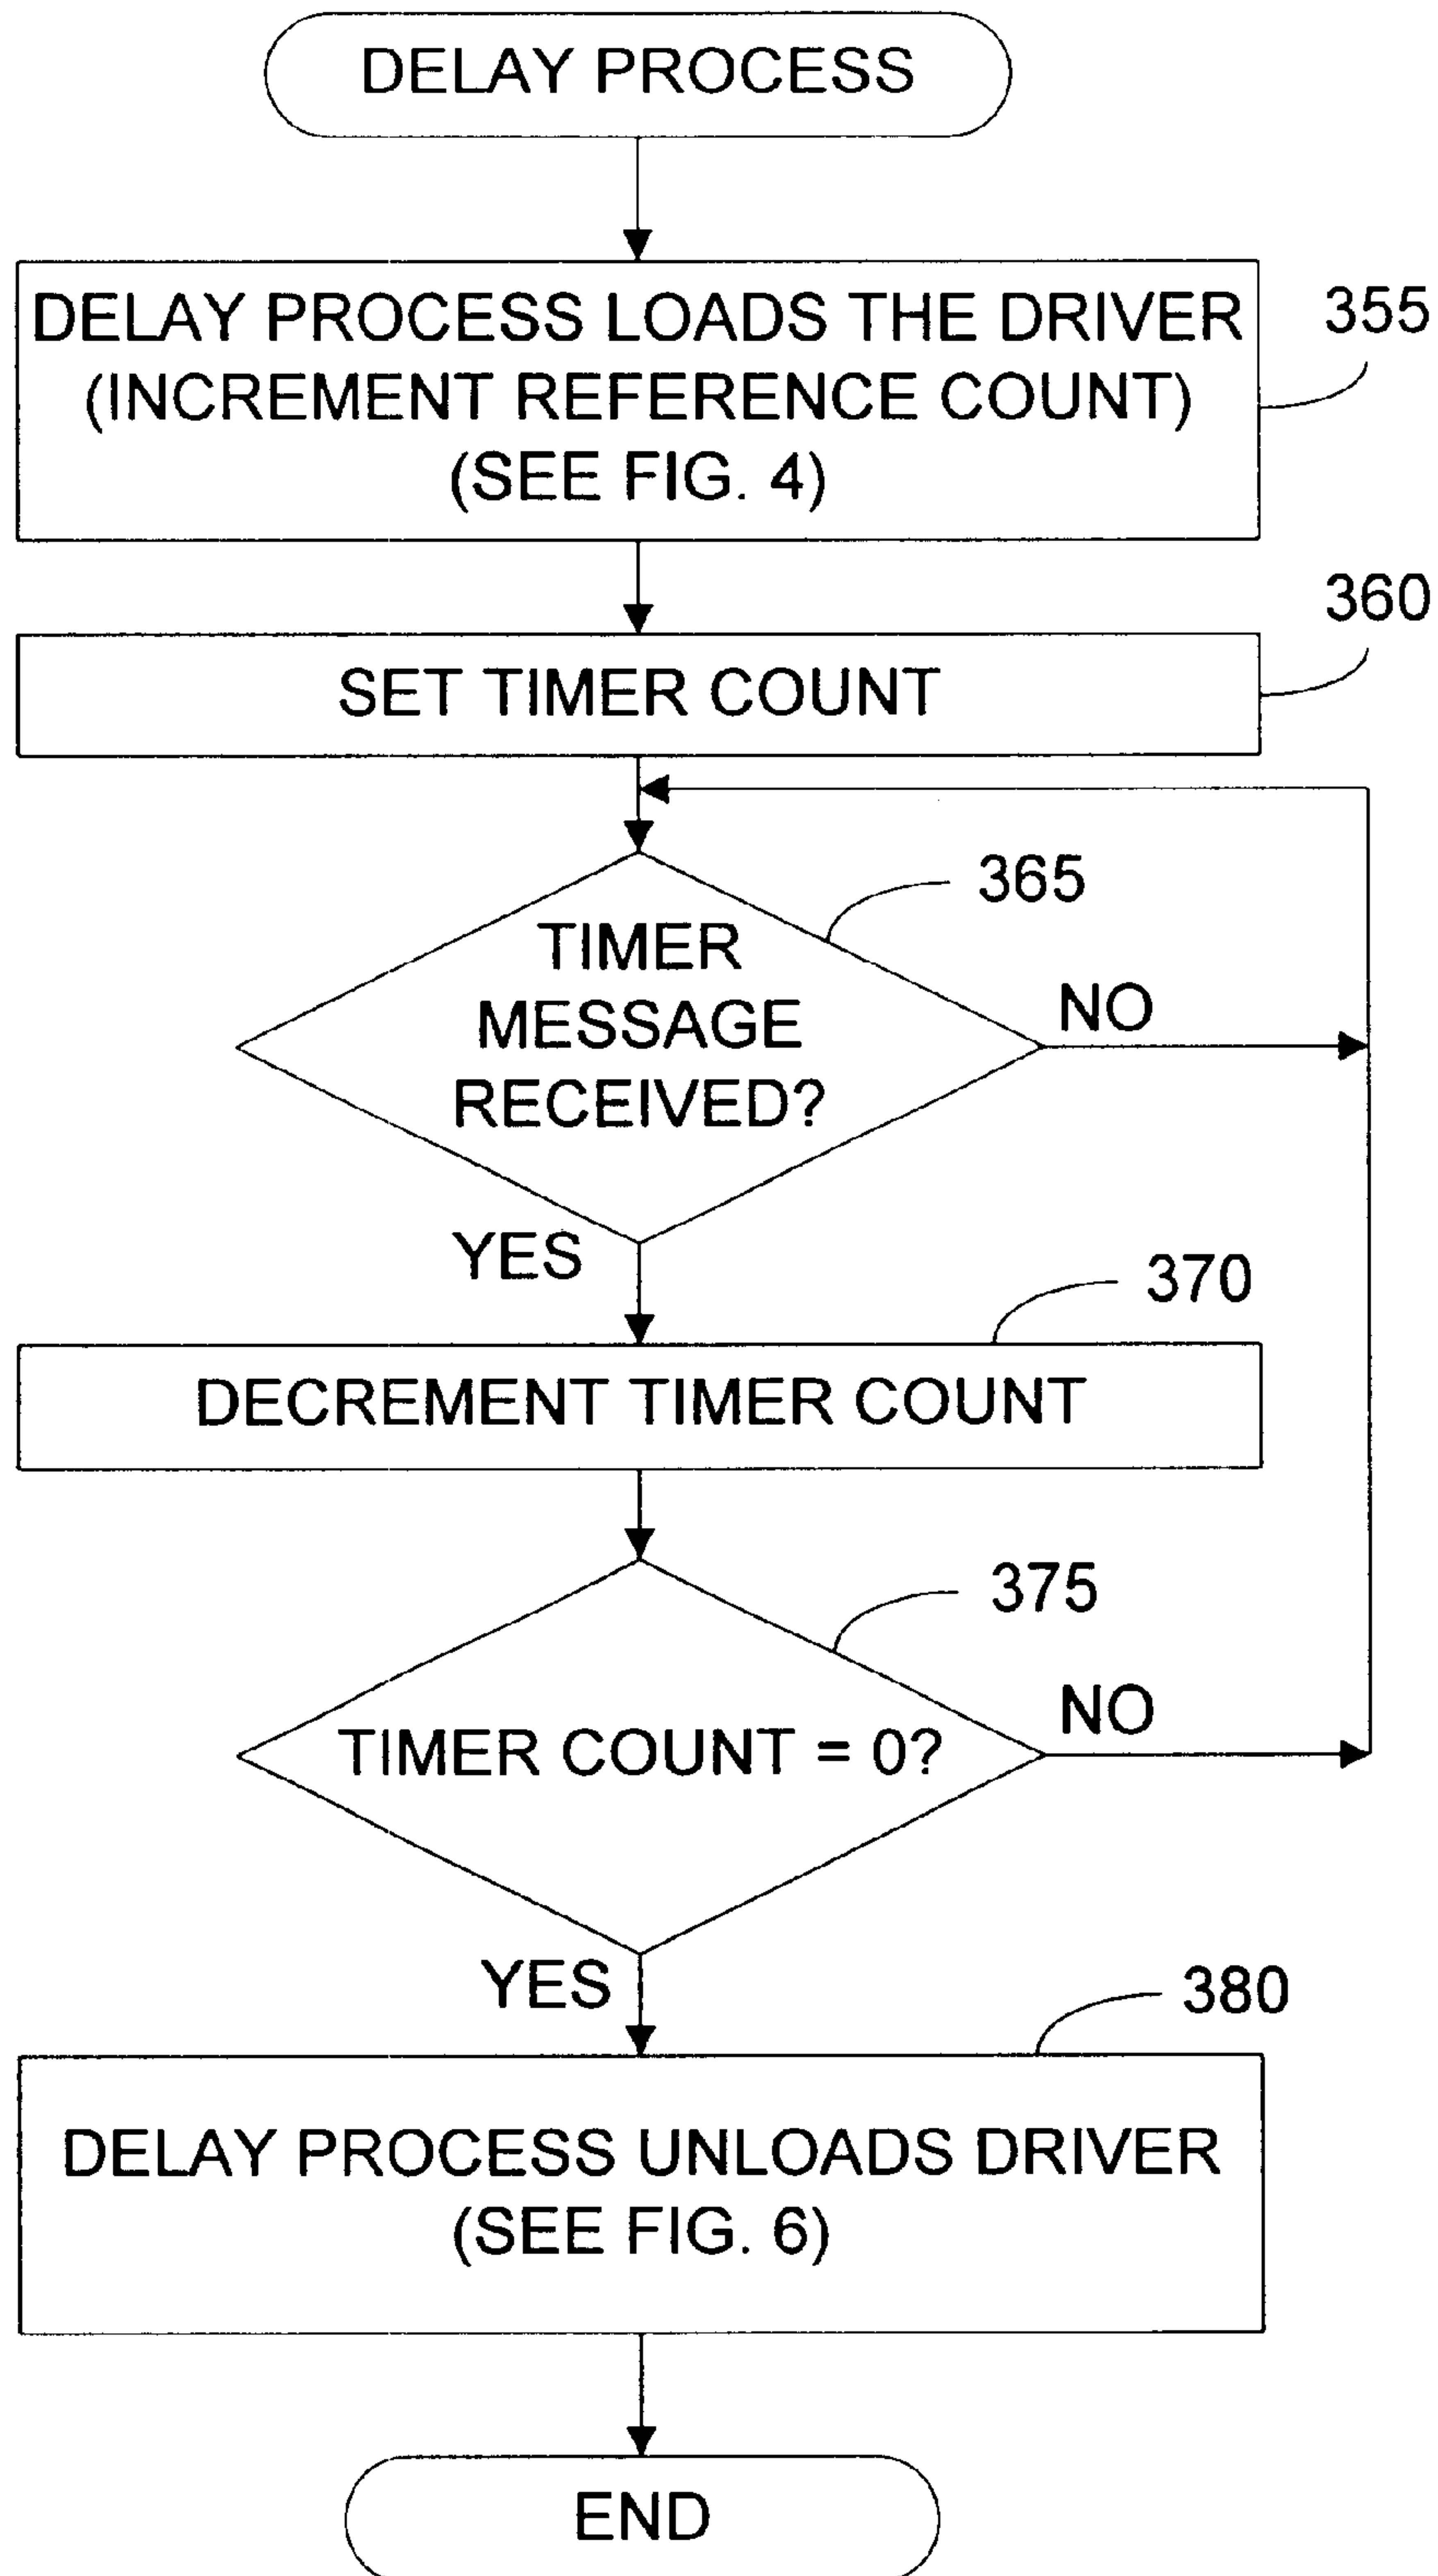 DELAY PROCESS
DELAY PROCESS LOADS THE DRIVER
(INCREMENT REFERENCE COUNT)
(SEE FIG. 4)
355
360
SET TIMER COUNT
365
TIMER
MESSAGE
RECEIVED?
NO
YES
370
DECREMENT TIMER COUNT
375
TIMER COUNT = 0?
NO
YES
380
DELAY PROCESS UNLOADS DRIVER
(SEE FIG. 6)
END